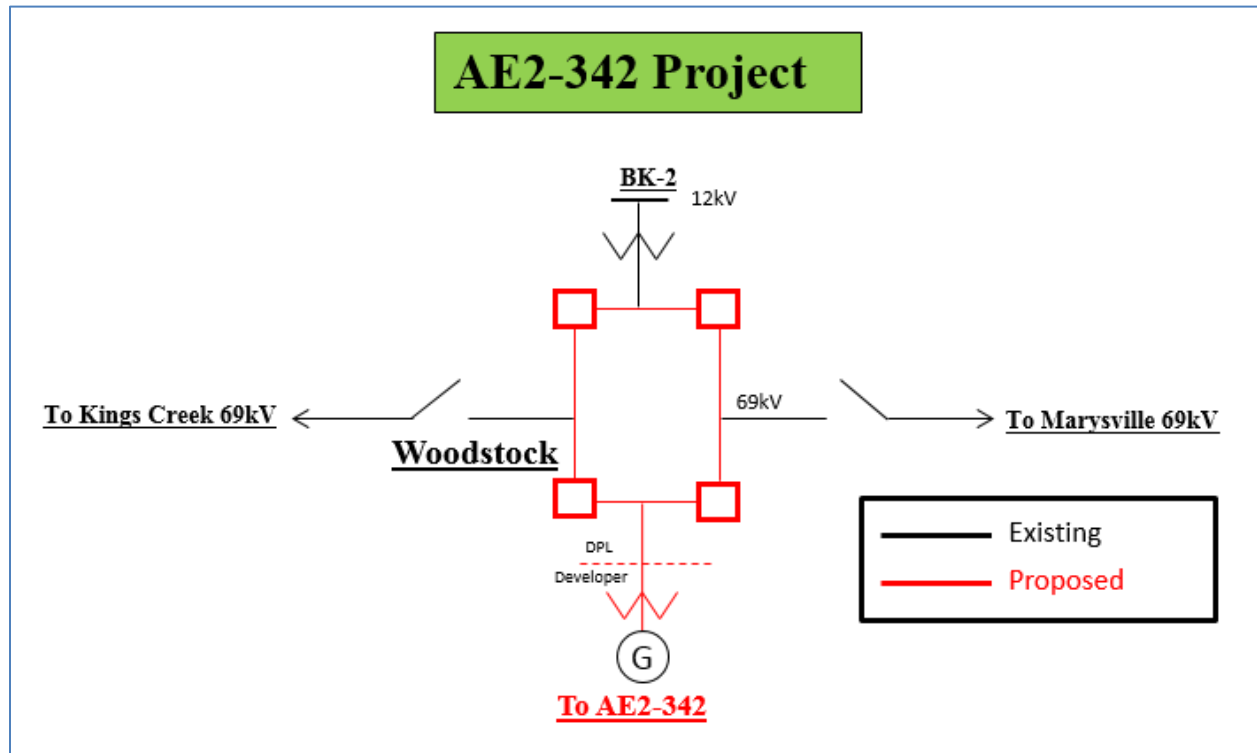 AE2-342 Project
BK-2
12kV
To Kings Creek 69kV
69kV
To Marysville 69kV
Woodstock
DPL
Developer
G
To AE2-342
Existing
Proposed